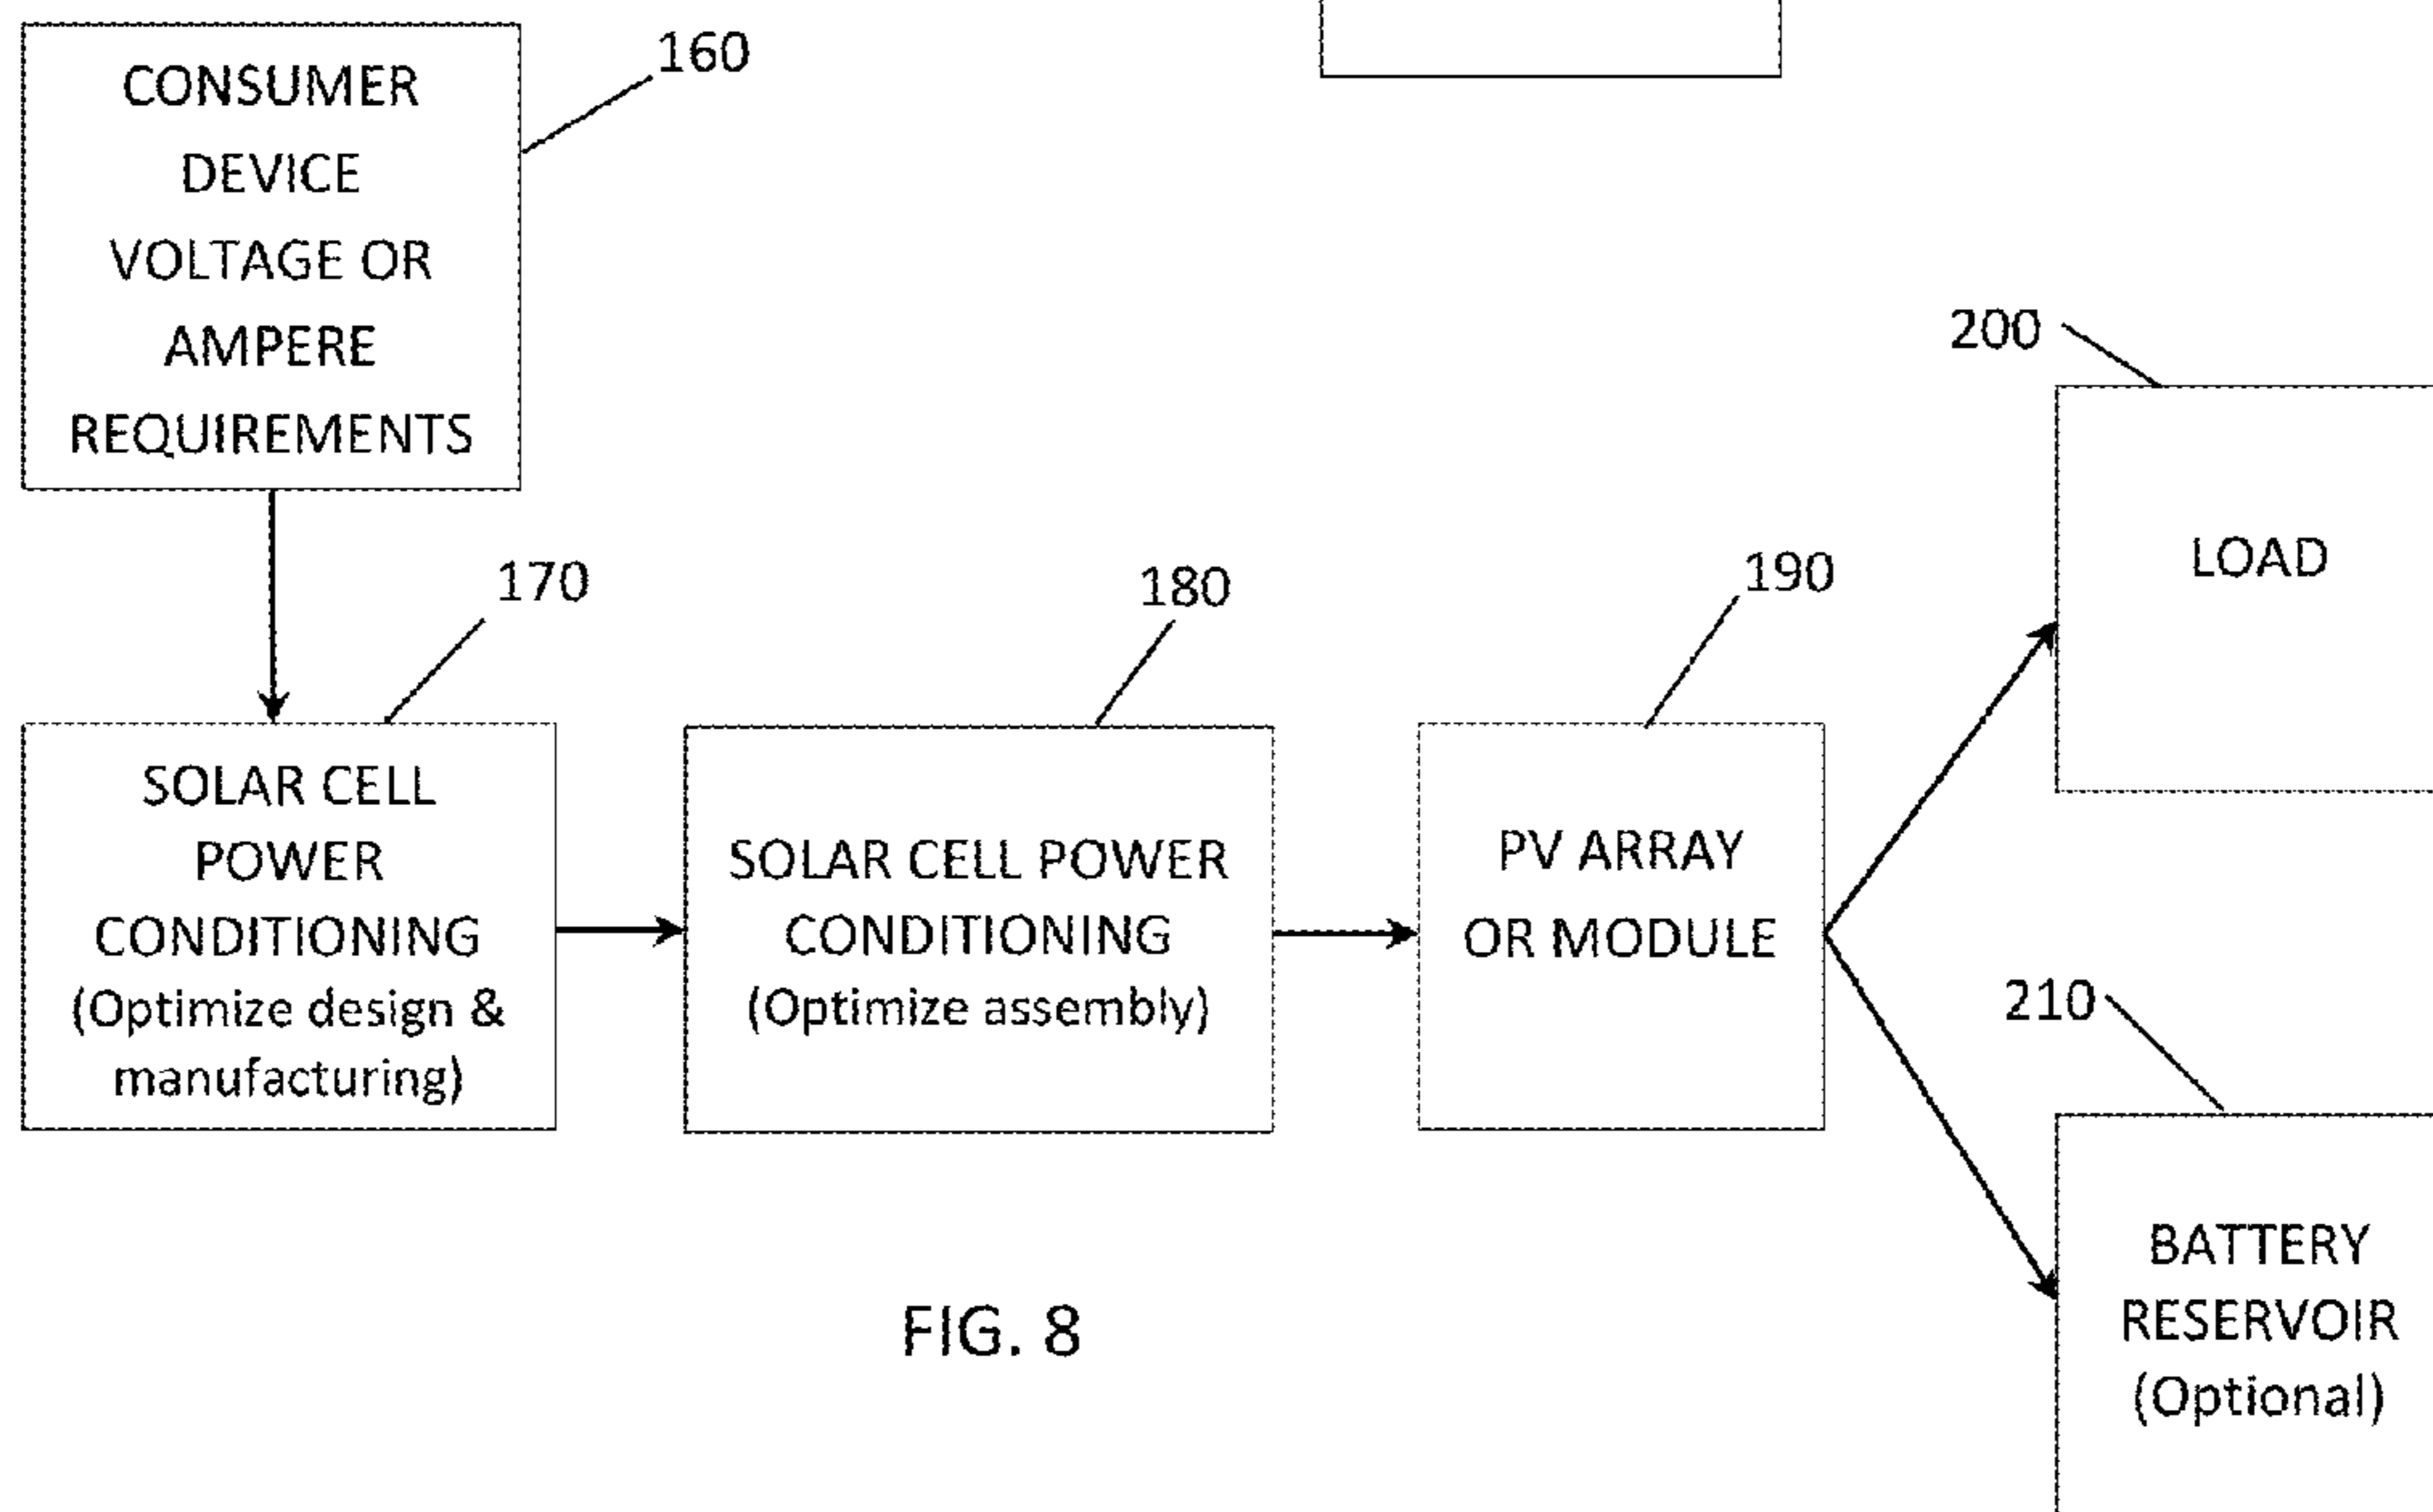 160
CONSUMER
DEVICE
VOLTAGE OR
AMPERE
REQUIREMENTS
170
SOLAR CELL
POWER
CONDITIONING
(Optimize design &
manufacturing)
180
SOLAR CELL POWER
CONDITIONING
(Optimize assembly)
190
PV ARRAY
OR MODULE
200
LOAD
210
BATTERY
RESERVOIR
(Optional)
FIG. 8